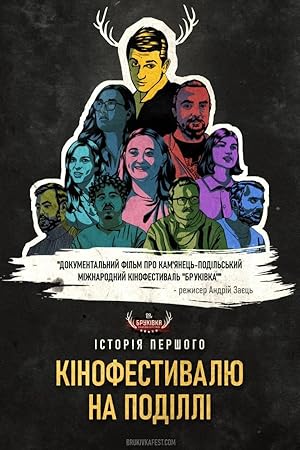 "ДОКУМЕНТАЛЬНИЙ ФІЛЬМ ПРО КАМ'ЯНЕЦЬ-ПОДІЛЬСЬКИЙ
МІЖНАРОДНИЙ КІНОФЕСТИВАЛЬ "БРУКІВКА""
- режисер Андрій Заєць
БРУКІВКА
ІСТОРІЯ ПЕРШОГО
КІНОФЕСТИВАЛЮ
НА ПОДІЛЛІ
BRUKIVKAFEST.COM